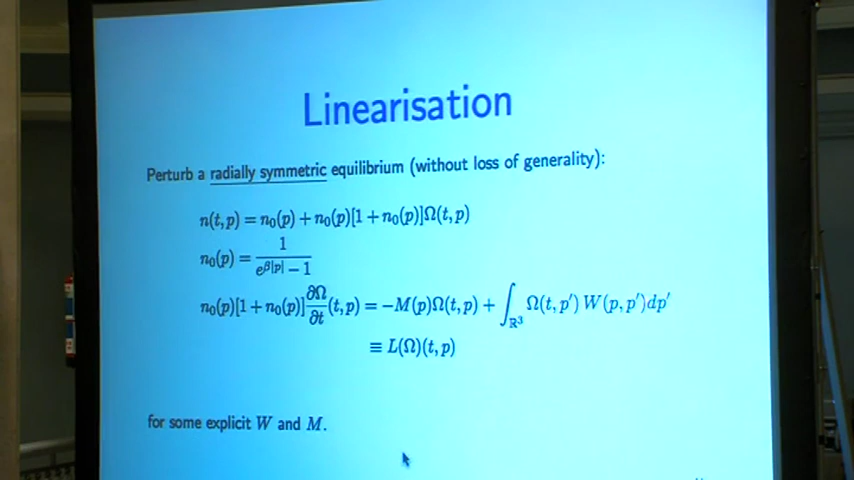 Linearisation
Perturb a radially symmetric equilibrium (without loss of generality):
n(t,p) = n₀(p) + n₀(p)[1 + n₀(p)]Ω(t,p)
n₀(p) = 1 / (e^{β|p|} − 1)
n₀(p)[1 + n₀(p)] ∂Ω/∂t (t,p) = −M(p)Ω(t,p) + ∫_{ℝ³} Ω(t,p′) W(p,p′)dp′
≡ L(Ω)(t,p)
for some explicit W and M.